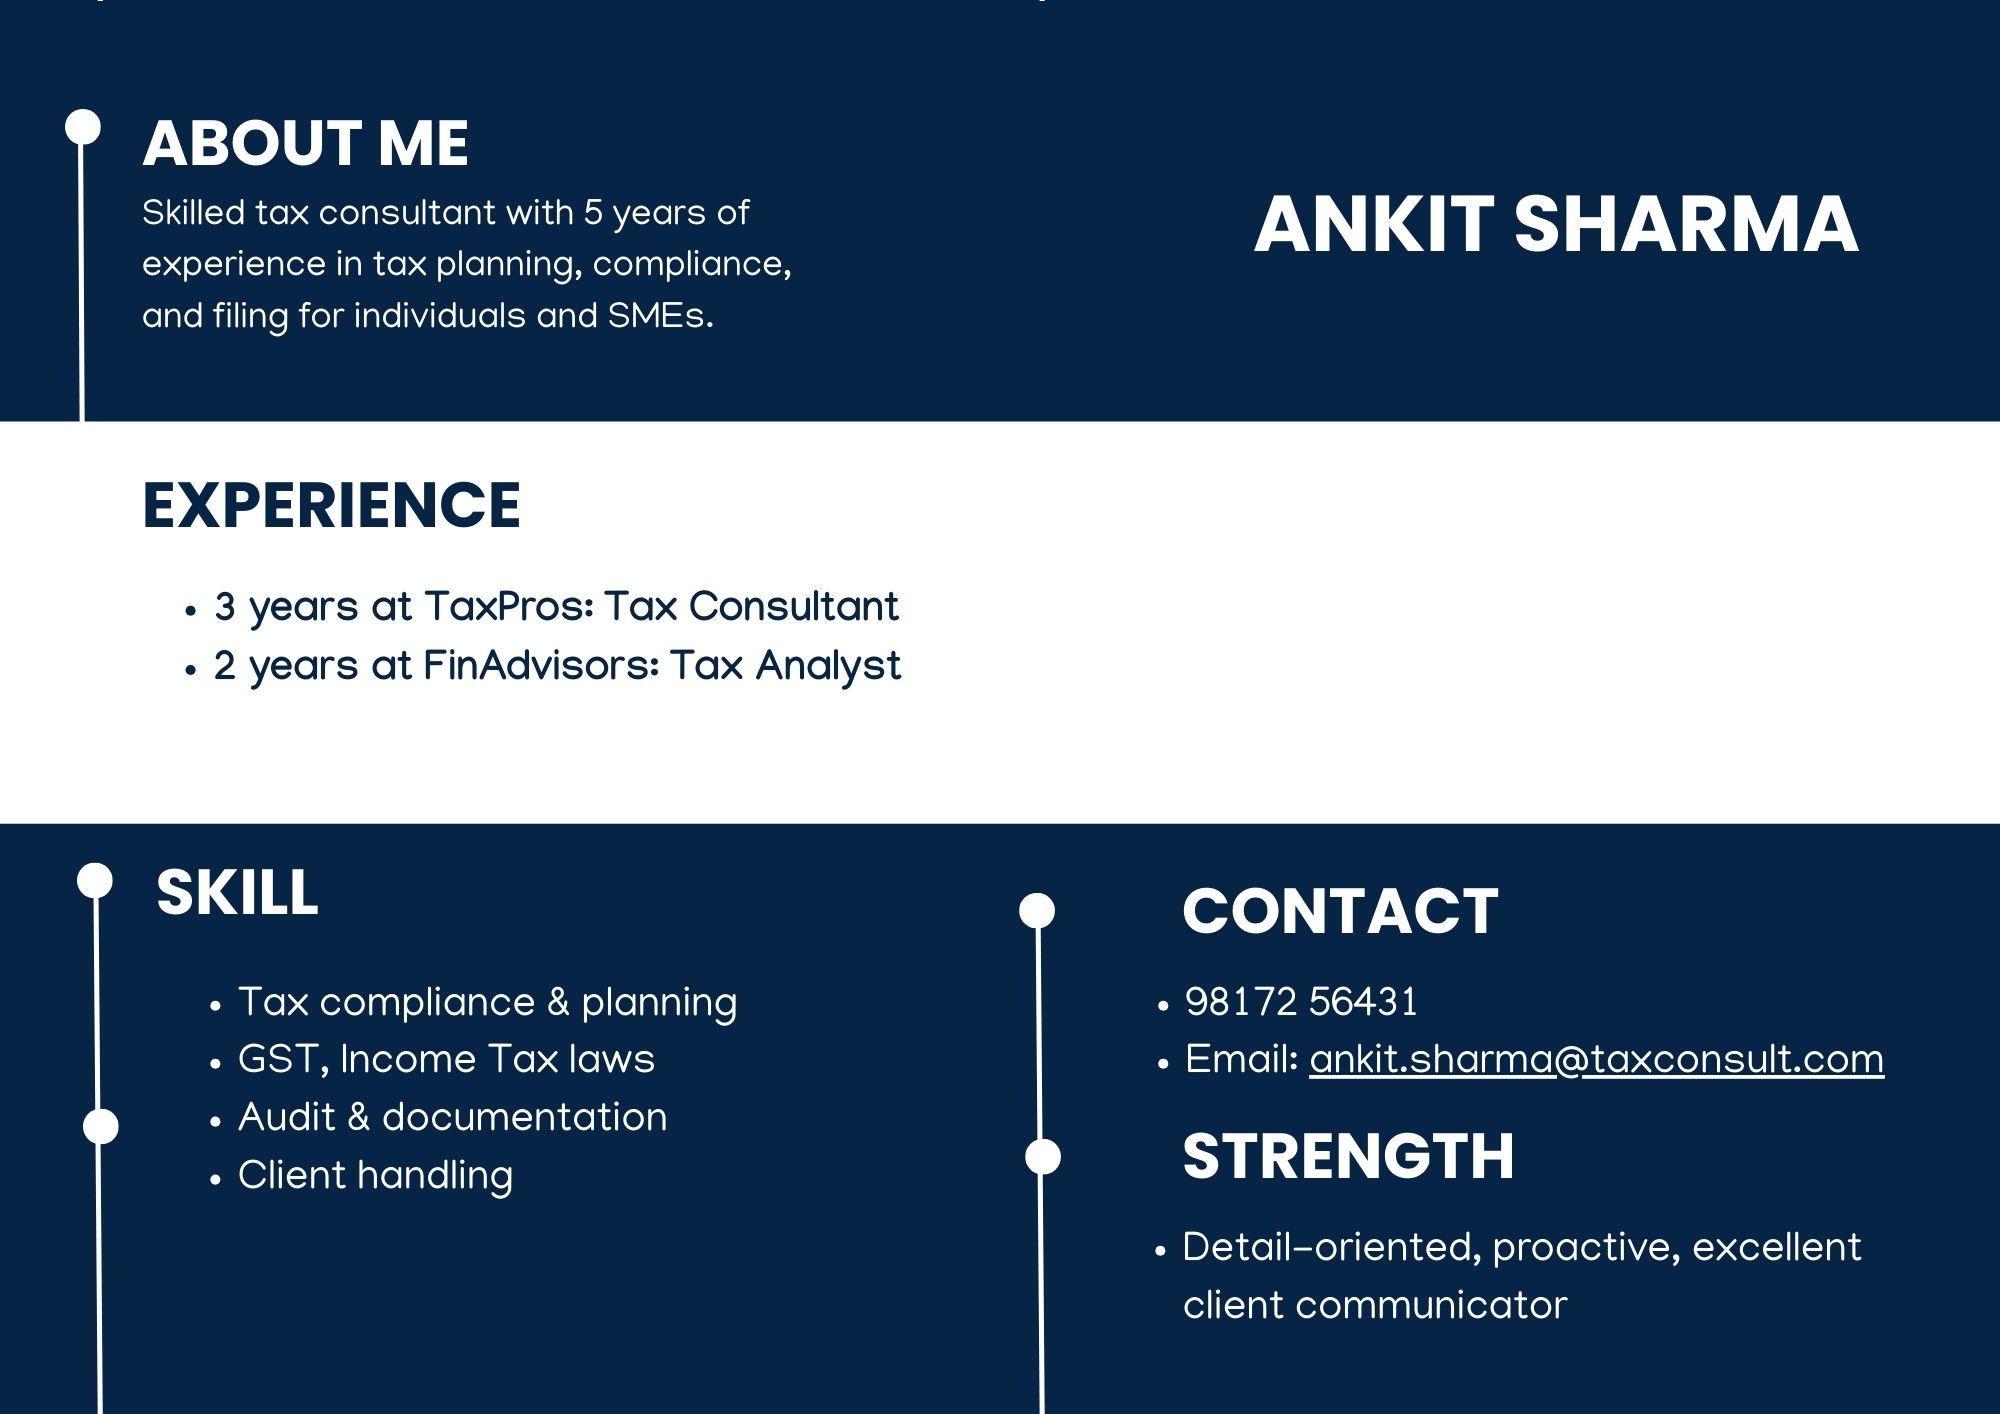 ABOUT ME
Skilled tax consultant with 5 years of
experience in tax planning, compliance,
and filing for individuals and SMEs.
ANKIT SHARMA
EXPERIENCE
• 3 years at TaxPros: Tax Consultant
• 2 years at FinAdvisors: Tax Analyst
SKILL
• Tax compliance & planning
• GST, Income Tax laws
• Audit & documentation
• Client handling
CONTACT
• 98172 56431
• Email: ankit.sharma@taxconsult.com
STRENGTH
• Detail-oriented, proactive, excellent
client communicator